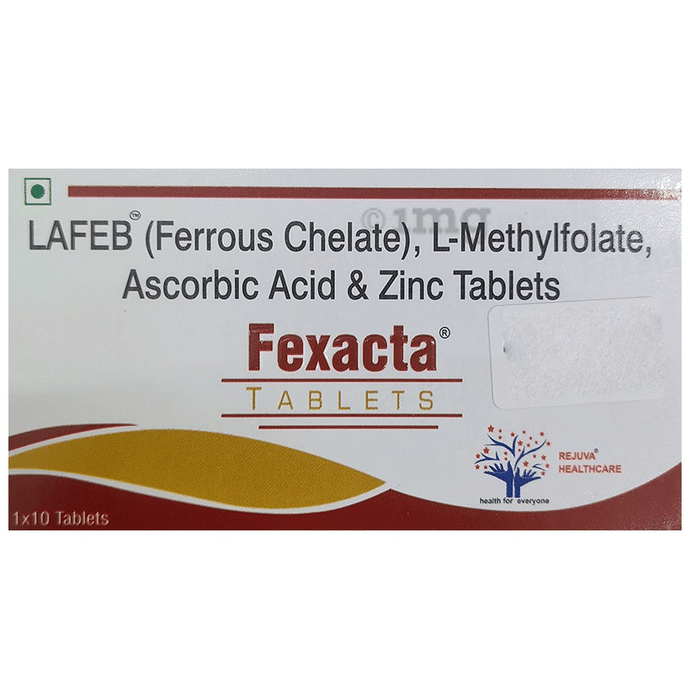 © 1mg
LAFEB™ (Ferrous Chelate), L-Methylfolate,
Ascorbic Acid & Zinc Tablets
Fexacta®
TABLETS
REJUVA®
HEALTHCARE
health for everyone
1x10 Tablets